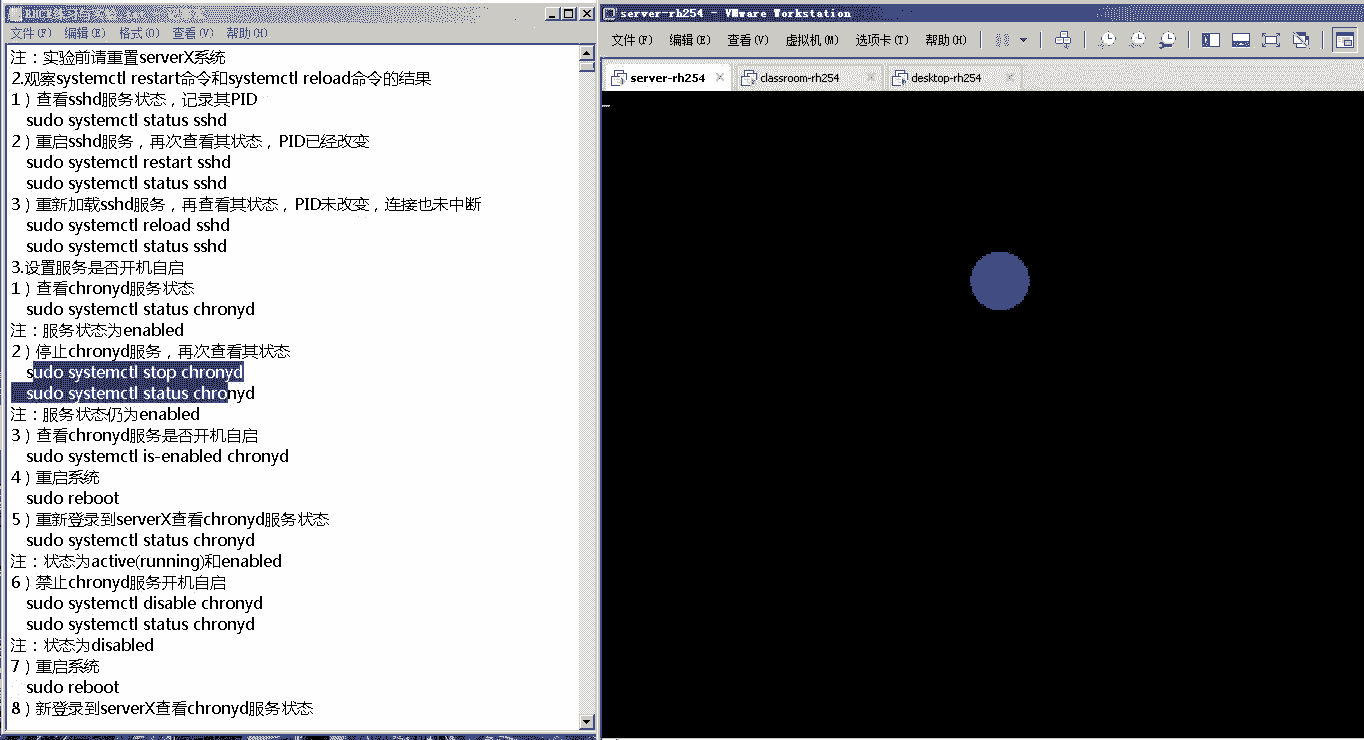 文件(F) 编辑(E) 格式(O) 查看(V) 帮助(H)
注：实验前请重置serverX系统
2.观察systemctl restart命令和systemctl reload命令的结果
1）查看sshd服务状态，记录其PID
sudo systemctl status sshd
2）重启sshd服务，再次查看其状态，PID已经改变
sudo systemctl restart sshd
sudo systemctl status sshd
3）重新加载sshd服务，再查看其状态，PID未改变，连接也未中断
sudo systemctl reload sshd
sudo systemctl status sshd
3.设置服务是否开机自启
1）查看chronyd服务状态
sudo systemctl status chronyd
注：服务状态为enabled
2）停止chronyd服务，再次查看其状态
sudo systemctl stop chronyd
sudo systemctl status chronyd
注：服务状态仍为enabled
3）查看chronyd服务是否开机自启
sudo systemctl is-enabled chronyd
4）重启系统
sudo reboot
5）重新登录到serverX查看chronyd服务状态
sudo systemctl status chronyd
注：状态为active(running)和enabled
6）禁止chronyd服务开机自启
sudo systemctl disable chronyd
sudo systemctl status chronyd
注：状态为disabled
7）重启系统
sudo reboot
8）新登录到serverX查看chronyd服务状态
server-rh254 - VMware Workstation
文件(F) 编辑(E) 查看(V) 虚拟机(M) 选项卡(T) 帮助(H)
server-rh254 classroom-rh254 desktop-rh254